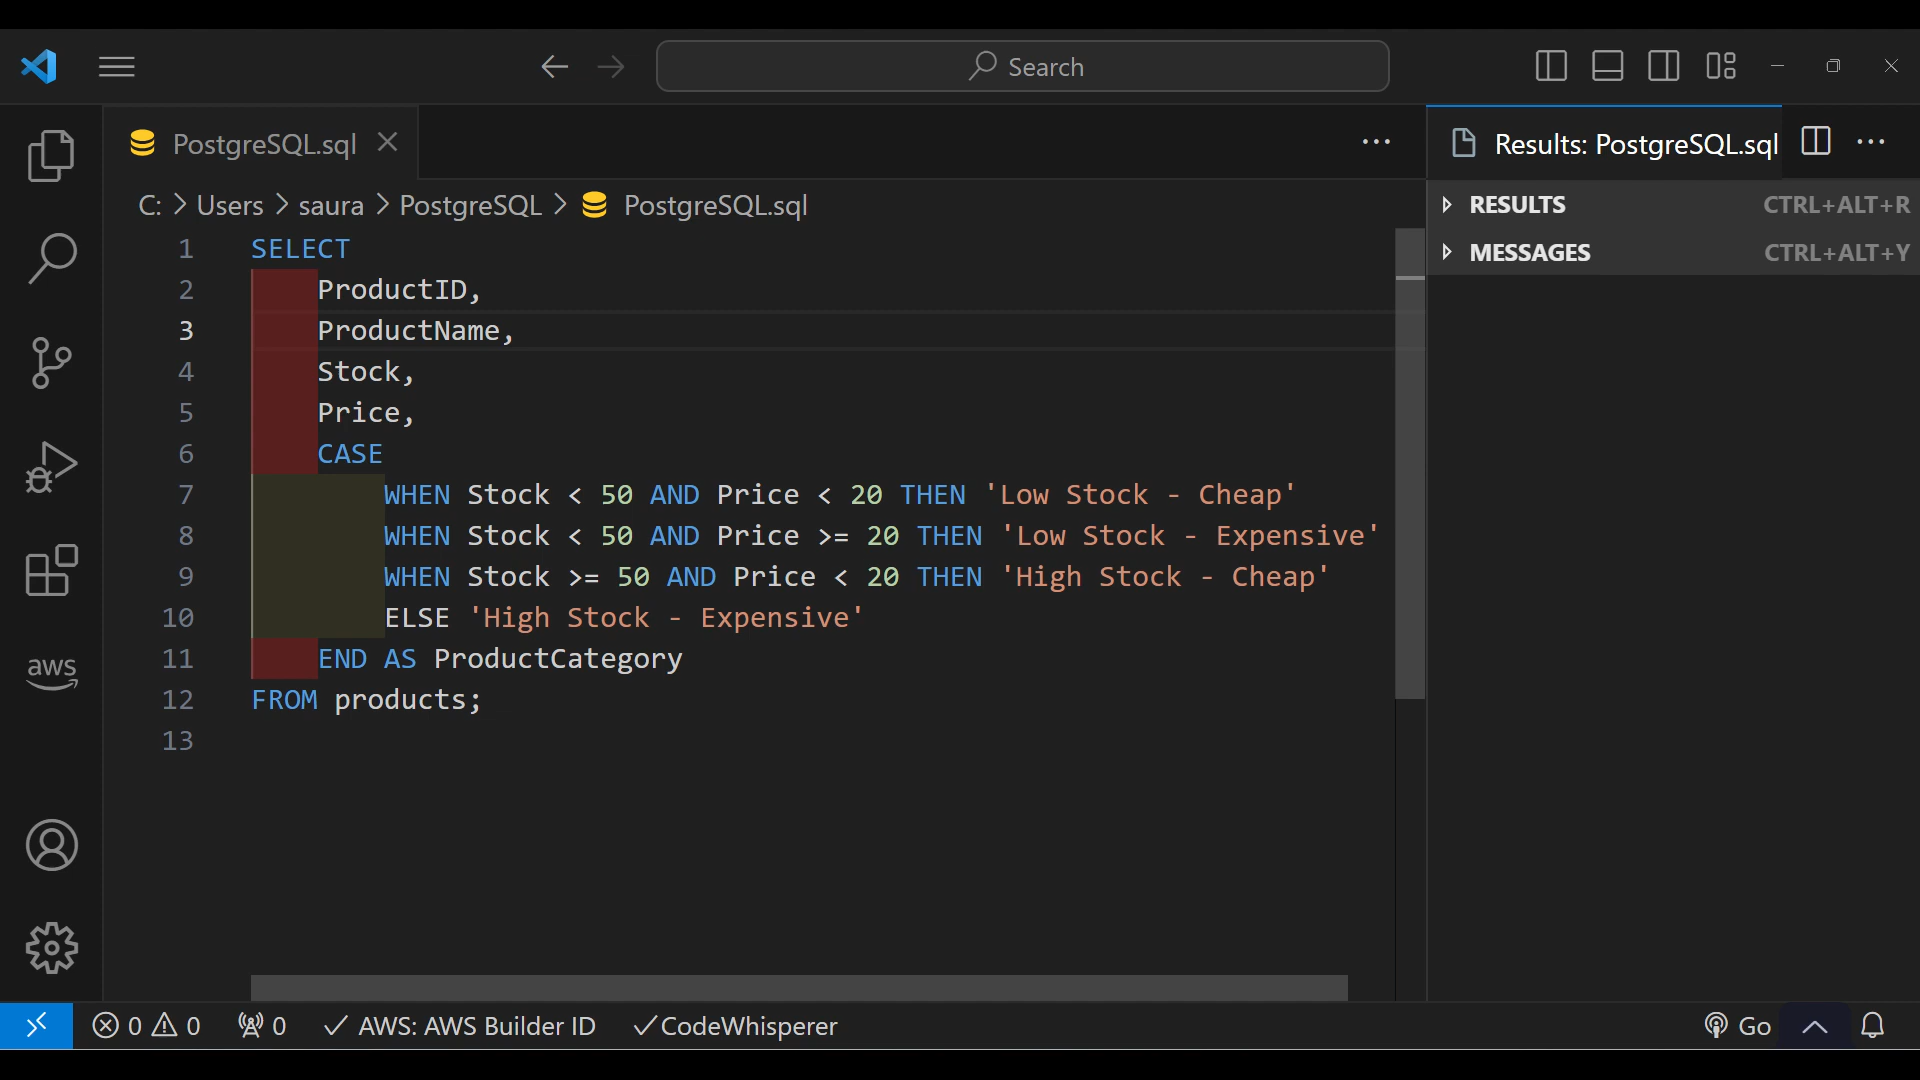 Search
PostgreSQL.sql
Results: PostgreSQL.sql
C: > Users > saura > PostgreSQL > PostgreSQL.sql
RESULTS CTRL+ALT+R
MESSAGES CTRL+ALT+Y
1 SELECT
2 ProductID,
3 ProductName,
4 Stock,
5 Price,
6 CASE
7 WHEN Stock < 50 AND Price < 20 THEN 'Low Stock - Cheap'
8 WHEN Stock < 50 AND Price >= 20 THEN 'Low Stock - Expensive'
9 WHEN Stock >= 50 AND Price < 20 THEN 'High Stock - Cheap'
10 ELSE 'High Stock - Expensive'
11 END AS ProductCategory
12 FROM products;
13
aws
0 0 0 AWS: AWS Builder ID CodeWhisperer Go